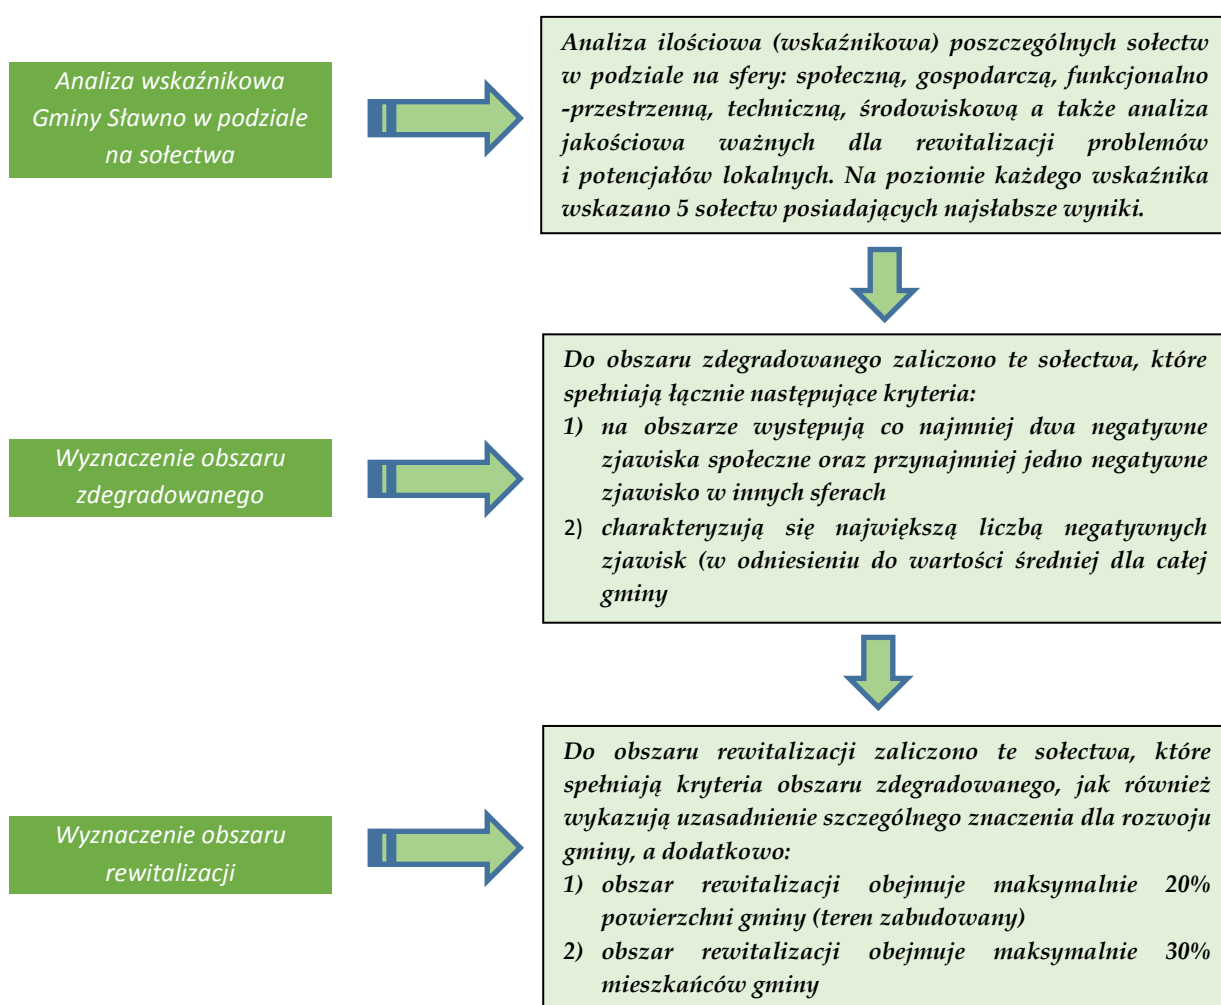 Analiza wskaźnikowa
Gminy Sławno w podziale
na sołectwa
Analiza ilościowa (wskaźnikowa) poszczególnych sołectw
w podziale na sfery: społeczną, gospodarczą, funkcjonalno
-przestrzenną, techniczną, środowiskową a także analiza
jakościowa ważnych dla rewitalizacji problemów
i potencjałów lokalnych. Na poziomie każdego wskaźnika
wskazano 5 sołectw posiadających najsłabsze wyniki.
Wyznaczenie obszaru
zdegradowanego
Do obszaru zdegradowanego zaliczono te sołectwa, które
spełniają łącznie następujące kryteria:
1) na obszarze występują co najmniej dwa negatywne
zjawiska społeczne oraz przynajmniej jedno negatywne
zjawisko w innych sferach
2) charakteryzują się największą liczbą negatywnych
zjawisk (w odniesieniu do wartości średniej dla całej
gminy
Wyznaczenie obszaru
rewitalizacji
Do obszaru rewitalizacji zaliczono te sołectwa, które
spełniają kryteria obszaru zdegradowanego, jak również
wykazują uzasadnienie szczególnego znaczenia dla rozwoju
gminy, a dodatkowo:
1) obszar rewitalizacji obejmuje maksymalnie 20%
powierzchni gminy (teren zabudowany)
2) obszar rewitalizacji obejmuje maksymalnie 30%
mieszkańców gminy